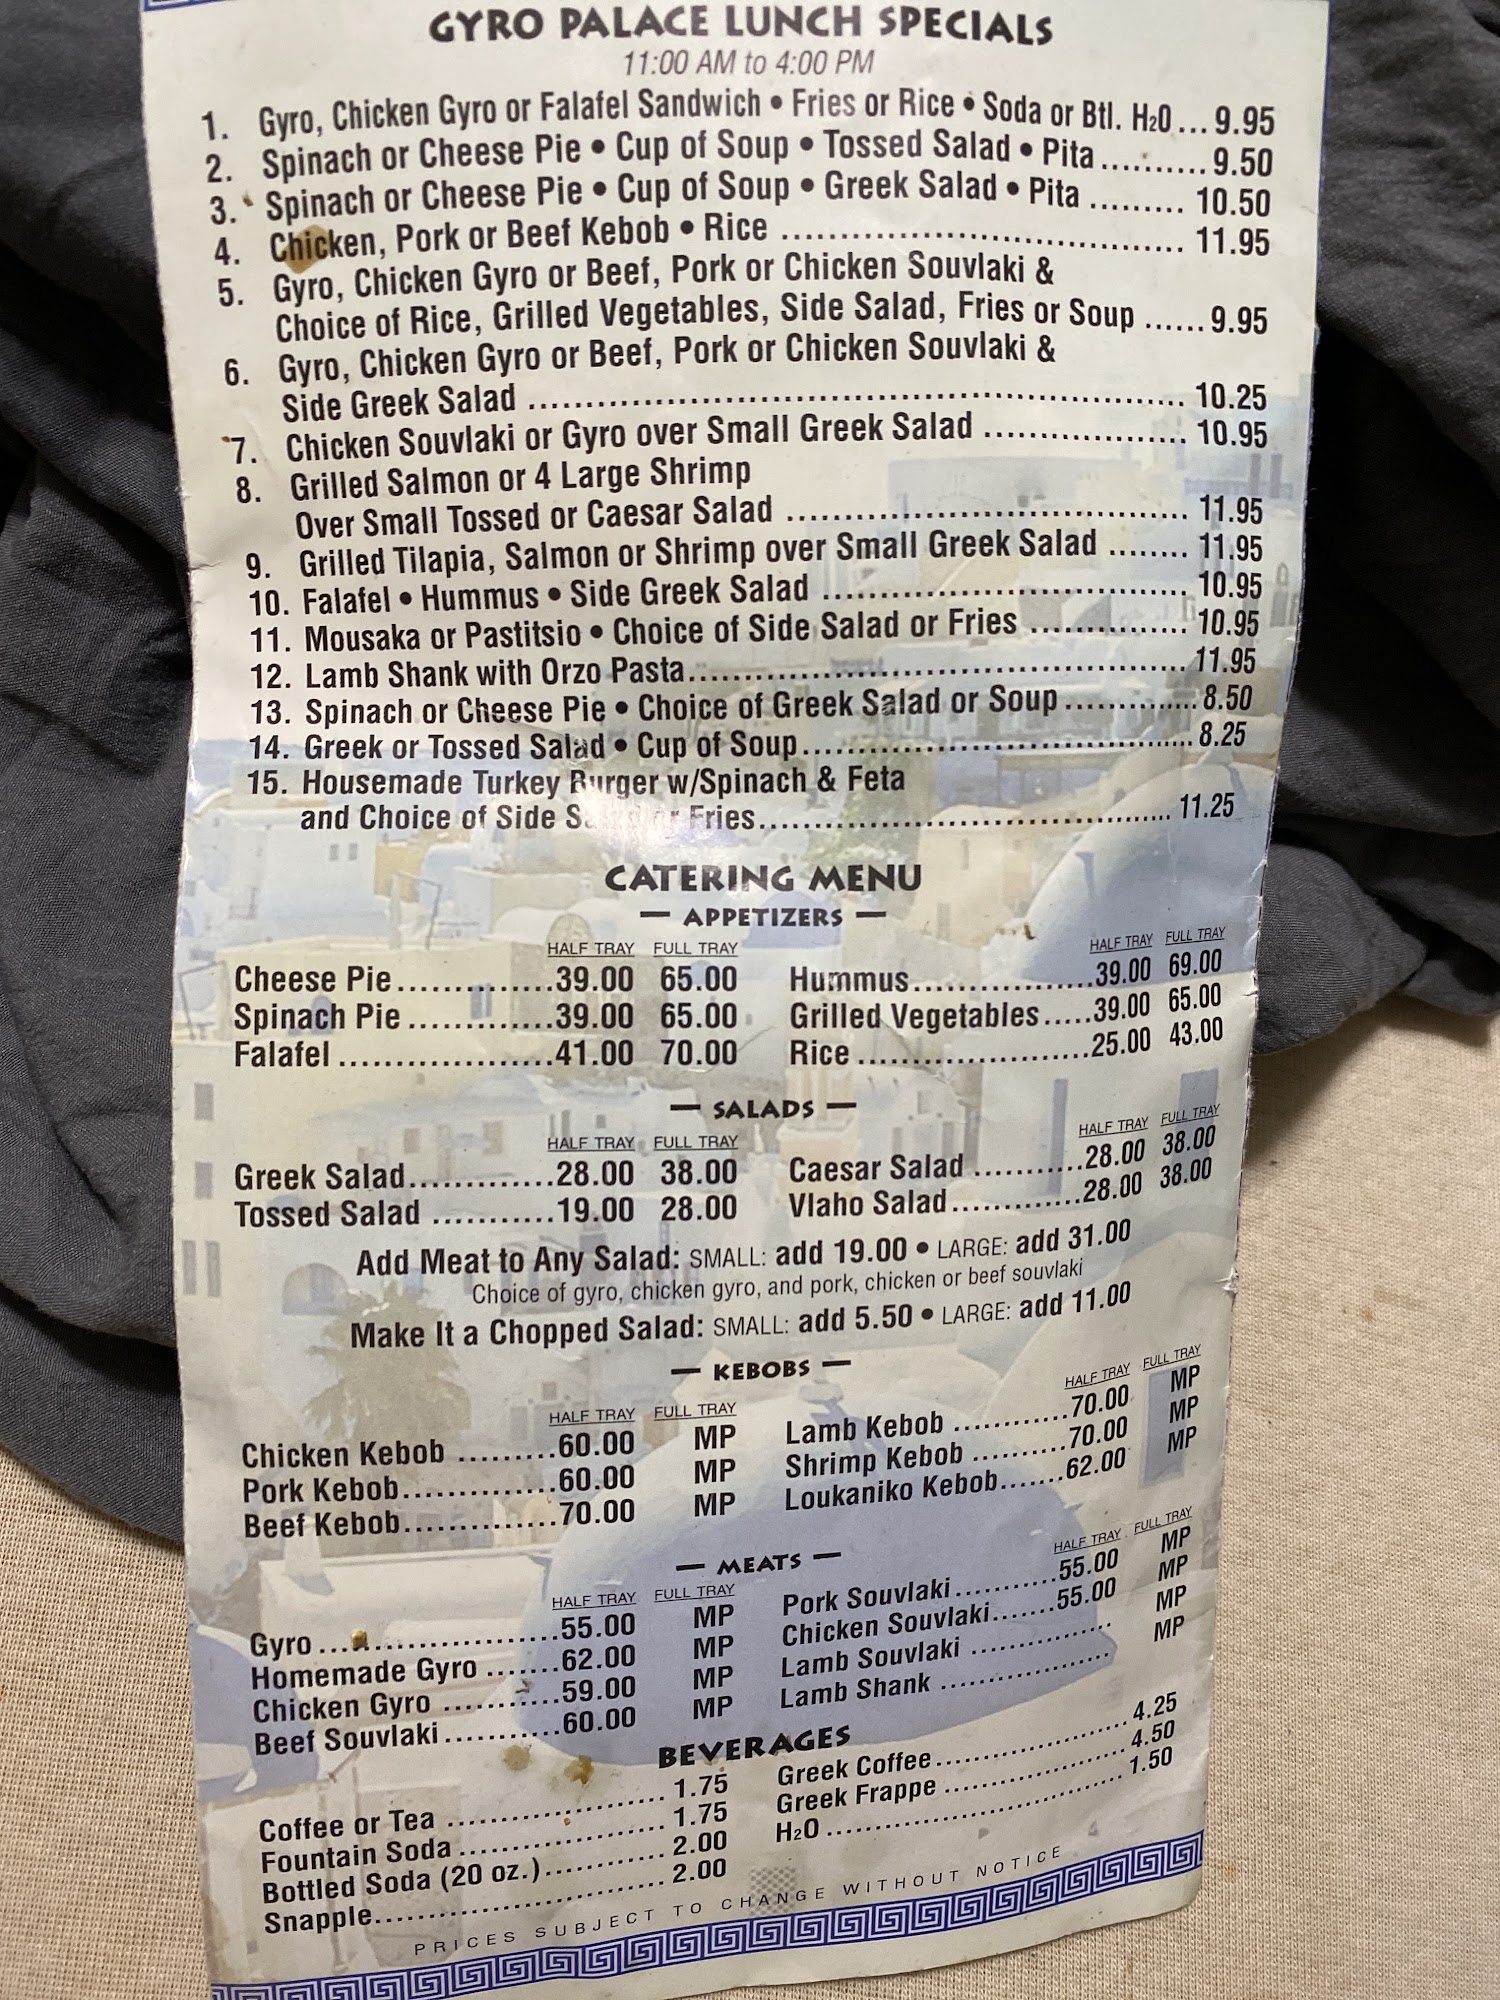 GYRO PALACE LUNCH SPECIALS
11:00 AM to 4:00 PM
1. Gyro, Chicken Gyro or Falafel Sandwich • Fries or Rice • Soda or Btl. H2O ... 9.95
2. Spinach or Cheese Pie • Cup of Soup • Tossed Salad • Pita .......... 9.50
3. Spinach or Cheese Pie • Cup of Soup • Greek Salad • Pita ......... 10.50
4. Chicken, Pork or Beef Kebob • Rice ........................................ 11.95
5. Gyro, Chicken Gyro or Beef, Pork or Chicken Souvlaki &
Choice of Rice, Grilled Vegetables, Side Salad, Fries or Soup ...... 9.95
6. Gyro, Chicken Gyro or Beef, Pork or Chicken Souvlaki &
Side Greek Salad ........................................................... 10.25
7. Chicken Souvlaki or Gyro over Small Greek Salad .................. 10.95
8. Grilled Salmon or 4 Large Shrimp
Over Small Tossed or Caesar Salad ................................... 11.95
9. Grilled Tilapia, Salmon or Shrimp over Small Greek Salad ........ 11.95
10. Falafel • Hummus • Side Greek Salad ................................ 10.95
11. Mousaka or Pastitsio • Choice of Side Salad or Fries .............. 10.95
12. Lamb Shank with Orzo Pasta............................................. 11.95
13. Spinach or Cheese Pie • Choice of Greek Salad or Soup .............. 8.50
14. Greek or Tossed Salad • Cup of Soup..................................... 8.25
15. Housemade Turkey Burger w/Spinach & Feta
and Choice of Side Salad or Fries......................................... 11.25
CATERING MENU
— APPETIZERS —
HALF TRAY FULL TRAY HALF TRAY FULL TRAY
Cheese Pie..............39.00 65.00 Hummus..................39.00 69.00
Spinach Pie.............39.00 65.00 Grilled Vegetables.....39.00 65.00
Falafel ...................41.00 70.00 Rice ......................25.00 43.00
— SALADS —
HALF TRAY FULL TRAY HALF TRAY FULL TRAY
Greek Salad.............28.00 38.00 Caesar Salad ...........28.00 38.00
Tossed Salad ...........19.00 28.00 Vlaho Salad.............28.00 38.00
Add Meat to Any Salad: SMALL: add 19.00 • LARGE: add 31.00
Choice of gyro, chicken gyro, and pork, chicken or beef souvlaki
Make It a Chopped Salad: SMALL: add 5.50 • LARGE: add 11.00
— KEBOBS —
HALF TRAY FULL TRAY HALF TRAY FULL TRAY
Chicken Kebob .........60.00 MP Lamb Kebob ............70.00 MP
Pork Kebob..............60.00 MP Shrimp Kebob ..........70.00 MP
Beef Kebob..............70.00 MP Loukaniko Kebob.......62.00 MP
— MEATS —
HALF TRAY FULL TRAY HALF TRAY FULL TRAY
Gyro......................55.00 MP Pork Souvlaki...........55.00 MP
Homemade Gyro .......62.00 MP Chicken Souvlaki.......55.00 MP
Chicken Gyro ...........59.00 MP Lamb Souvlaki ............... MP
Beef Souvlaki...........60.00 MP Lamb Shank .................. MP
BEVERAGES
Coffee or Tea ........................ 1.75 Greek Coffee........................ 4.25
Fountain Soda ....................... 1.75 Greek Frappe ...................... 4.50
Bottled Soda (20 oz.)............. 2.00 H2O ................................... 1.50
Snapple................................ 2.00
PRICES SUBJECT TO CHANGE WITHOUT NOTICE